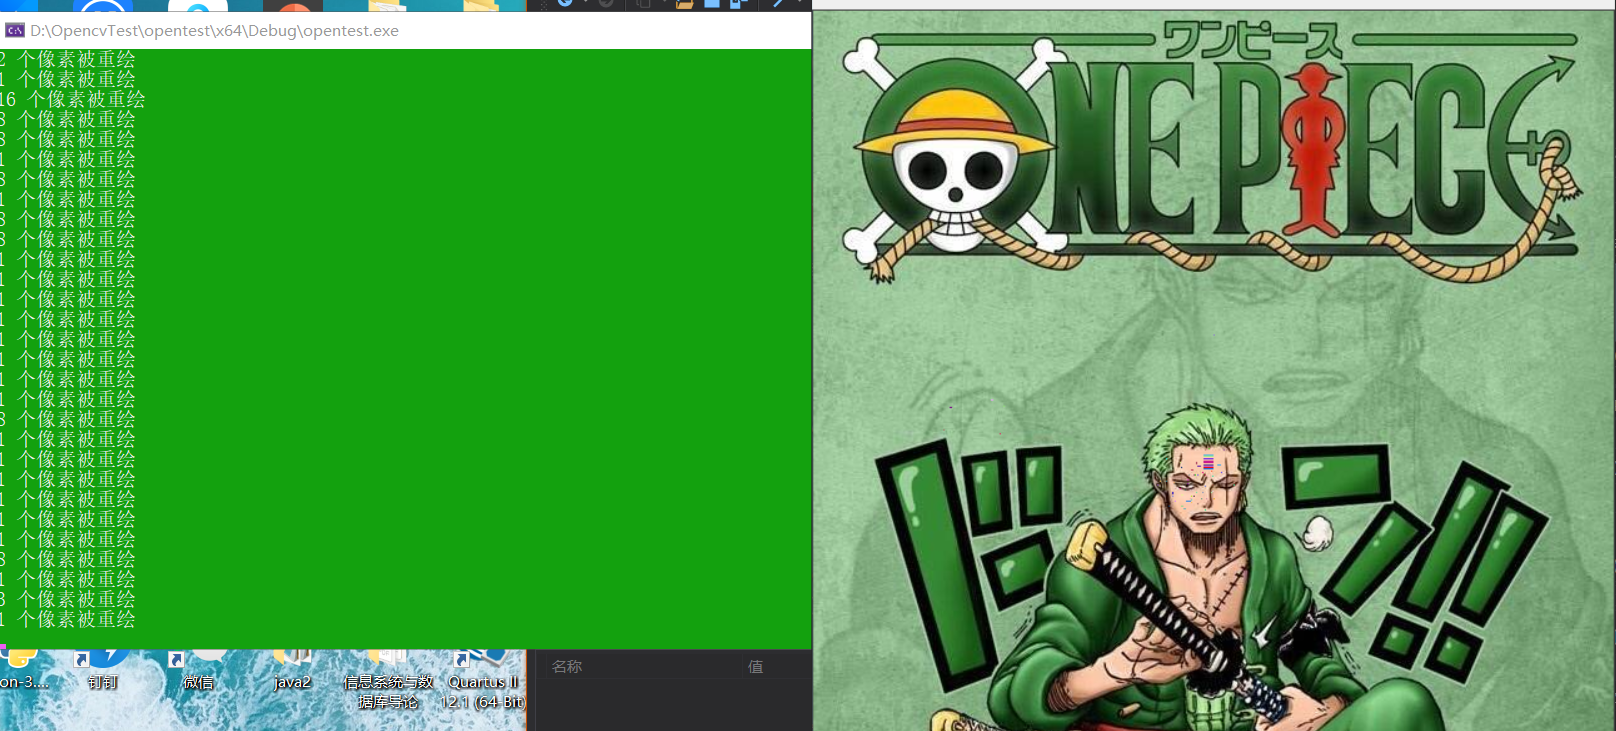 D:\OpencvTest\opentest\x64\Debug\opentest.exe
2 个像素被重绘
1 个像素被重绘
16 个像素被重绘
8 个像素被重绘
8 个像素被重绘
1 个像素被重绘
8 个像素被重绘
1 个像素被重绘
8 个像素被重绘
8 个像素被重绘
1 个像素被重绘
1 个像素被重绘
1 个像素被重绘
1 个像素被重绘
1 个像素被重绘
1 个像素被重绘
1 个像素被重绘
1 个像素被重绘
8 个像素被重绘
1 个像素被重绘
1 个像素被重绘
1 个像素被重绘
1 个像素被重绘
1 个像素被重绘
1 个像素被重绘
8 个像素被重绘
1 个像素被重绘
3 个像素被重绘
1 个像素被重绘
on-3....
钉钉
微信
java2
信息系统与数
据库导论
Quartus II
12.1 (64-Bit)
名称
值
ワンピース
ONE PIECE
ドン!!